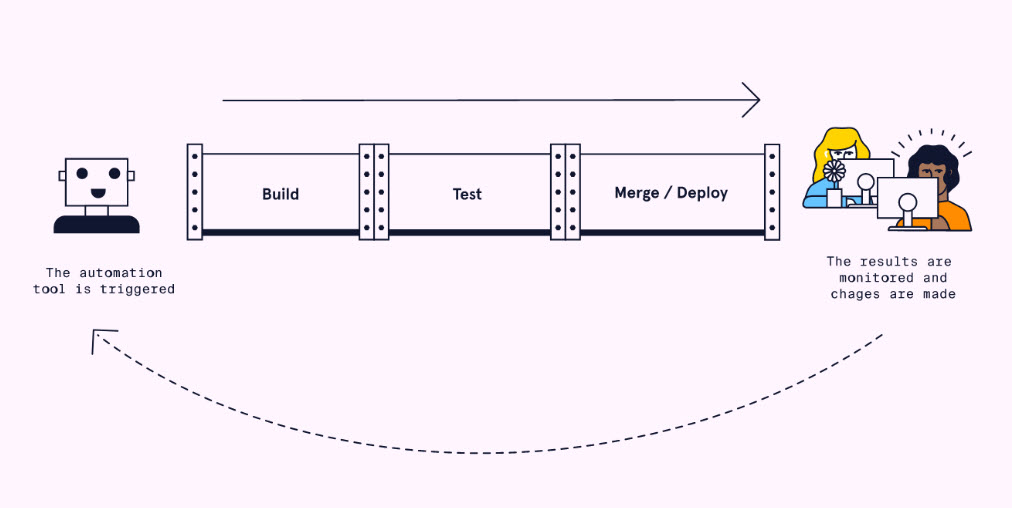 Build
Test
Merge / Deploy
The automation
tool is triggered
The results are
monitored and
chages are made